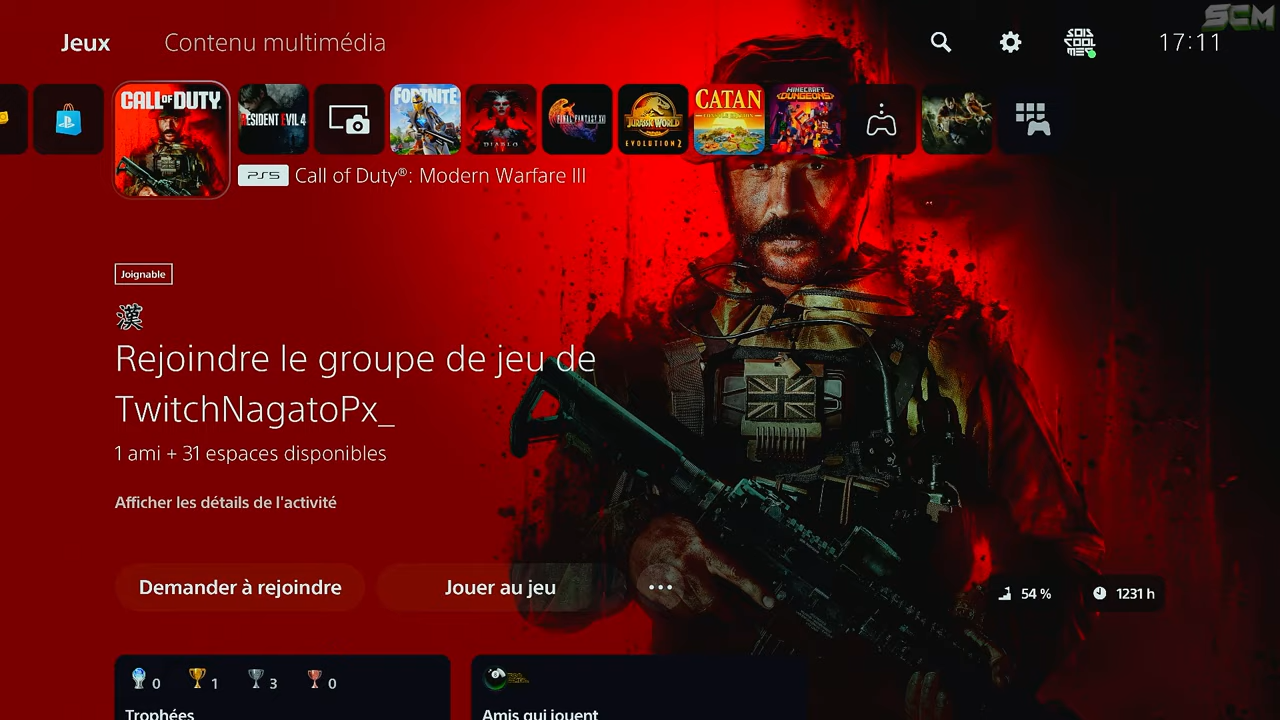 SCM
Jeux
Contenu multimédia
SOIS
COOL
MEC
17:11
CALL OF DUTY
RESIDENT EVIL 4
FORTNITE
DIABLO
FINAL FANTASY XVI
JURASSIC WORLD
EVOLUTION 2
CATAN
MINECRAFT
DUNGEONS
PS5 Call of Duty®: Modern Warfare III
Joignable
漢
Rejoindre le groupe de jeu de
TwitchNagatoPx_
1 ami + 31 espaces disponibles
Afficher les détails de l'activité
Demander à rejoindre
Jouer au jeu
54 %
1231 h
0 1 3 0
Trophées
Amis qui jouent